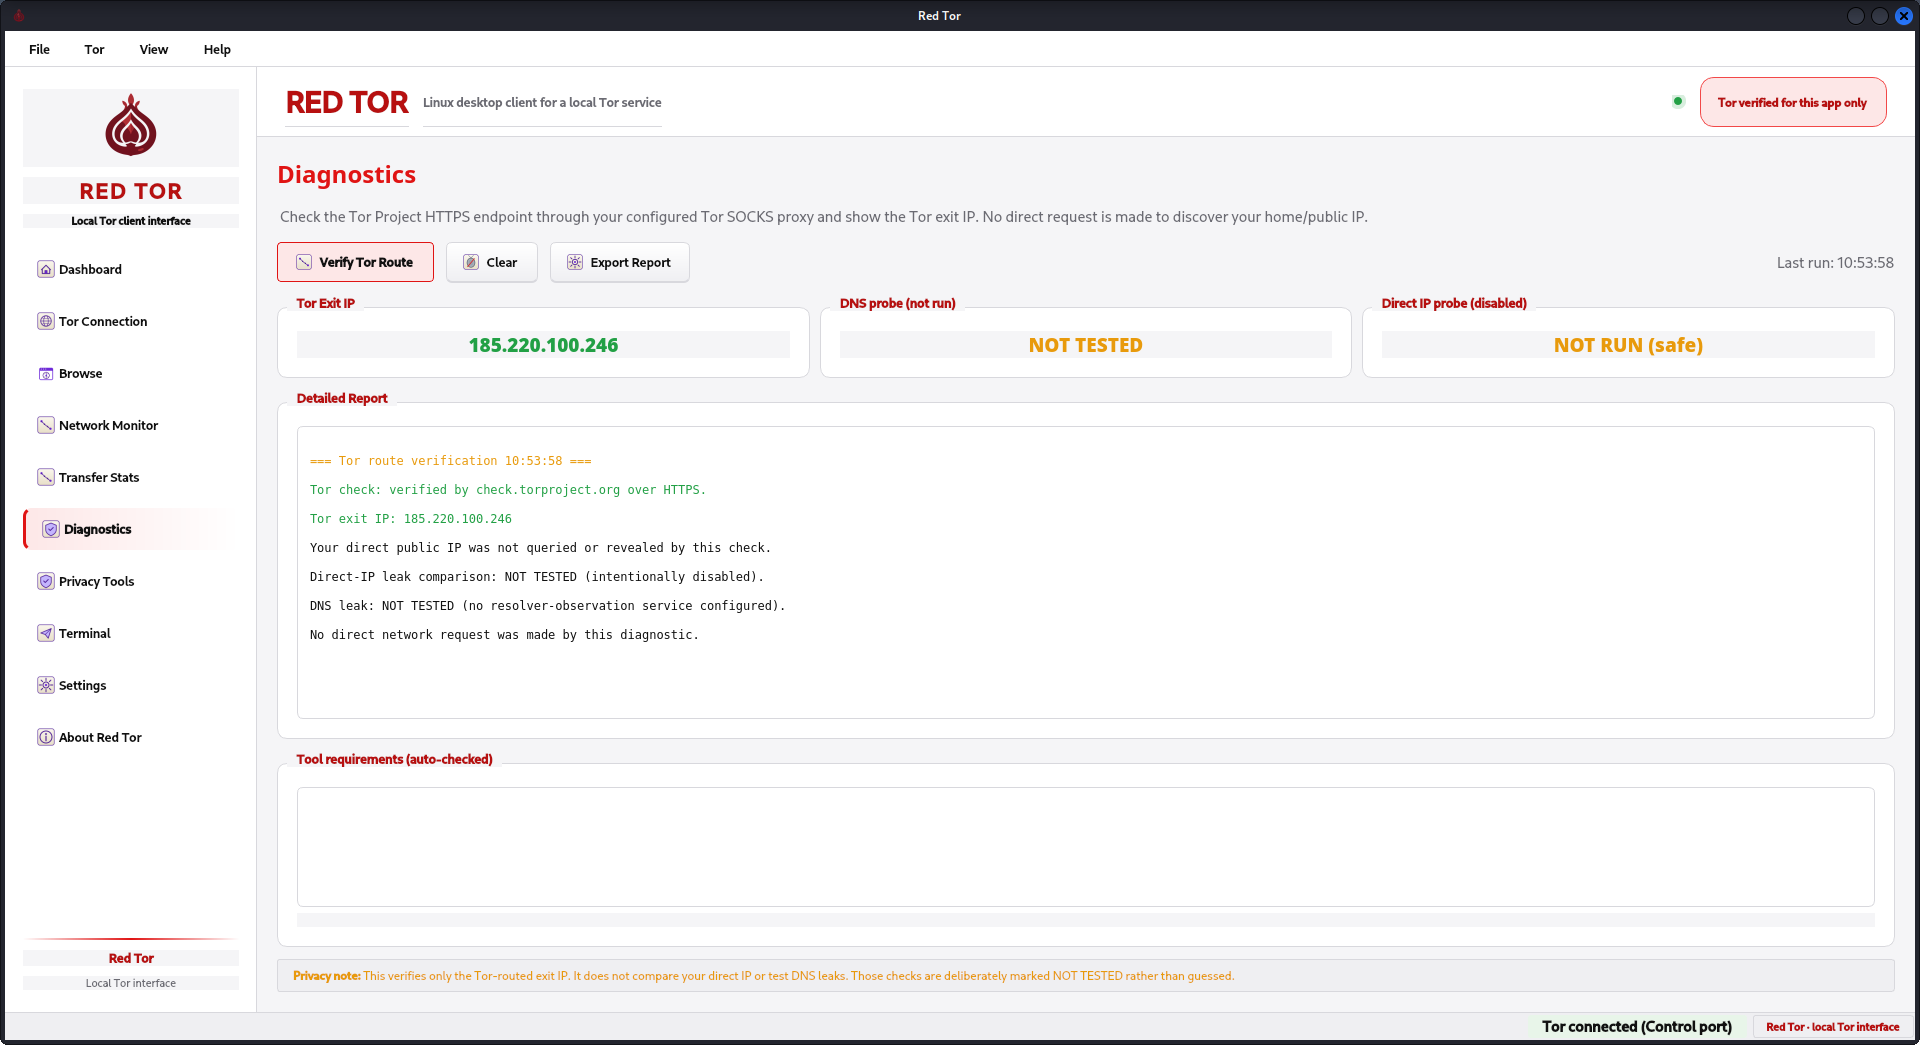 Red Tor
File Tor View Help
RED TOR
Local Tor client interface
Dashboard
Tor Connection
Browse
Network Monitor
Transfer Stats
Diagnostics
Privacy Tools
Terminal
Settings
About Red Tor
Red Tor
Local Tor interface
RED TOR Linux desktop client for a local Tor service
Tor verified for this app only
Diagnostics
Check the Tor Project HTTPS endpoint through your configured Tor SOCKS proxy and show the Tor exit IP. No direct request is made to discover your home/public IP.
Verify Tor Route Clear Export Report Last run: 10:53:58
Tor Exit IP
185.220.100.246
DNS probe (not run)
NOT TESTED
Direct IP probe (disabled)
NOT RUN (safe)
Detailed Report
=== Tor route verification 10:53:58 ===
Tor check: verified by check.torproject.org over HTTPS.
Tor exit IP: 185.220.100.246
Your direct public IP was not queried or revealed by this check.
Direct-IP leak comparison: NOT TESTED (intentionally disabled).
DNS leak: NOT TESTED (no resolver-observation service configured).
No direct network request was made by this diagnostic.
Tool requirements (auto-checked)
Privacy note: This verifies only the Tor-routed exit IP. It does not compare your direct IP or test DNS leaks. Those checks are deliberately marked NOT TESTED rather than guessed.
Tor connected (Control port)
Red Tor · local Tor interface